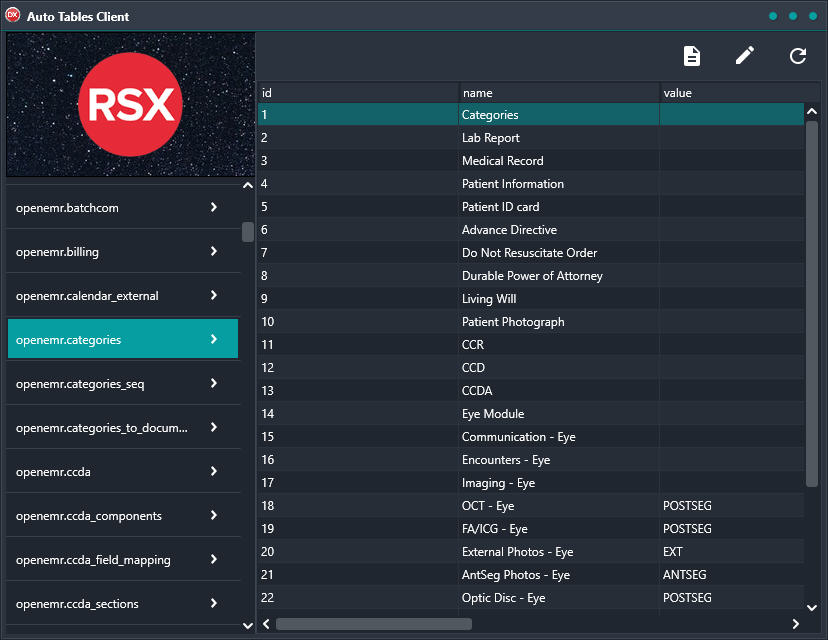 DX Auto Tables Client
RSX
openemr.batchcom
openemr.billing
openemr.calendar_external
openemr.categories
openemr.categories_seq
openemr.categories_to_docum...
openemr.ccda
openemr.ccda_components
openemr.ccda_field_mapping
openemr.ccda_sections
id name value
1 Categories
2 Lab Report
3 Medical Record
4 Patient Information
5 Patient ID card
6 Advance Directive
7 Do Not Resuscitate Order
8 Durable Power of Attorney
9 Living Will
10 Patient Photograph
11 CCR
12 CCD
13 CCDA
14 Eye Module
15 Communication - Eye
16 Encounters - Eye
17 Imaging - Eye
18 OCT - Eye POSTSEG
19 FA/ICG - Eye POSTSEG
20 External Photos - Eye EXT
21 AntSeg Photos - Eye ANTSEG
22 Optic Disc - Eye POSTSEG